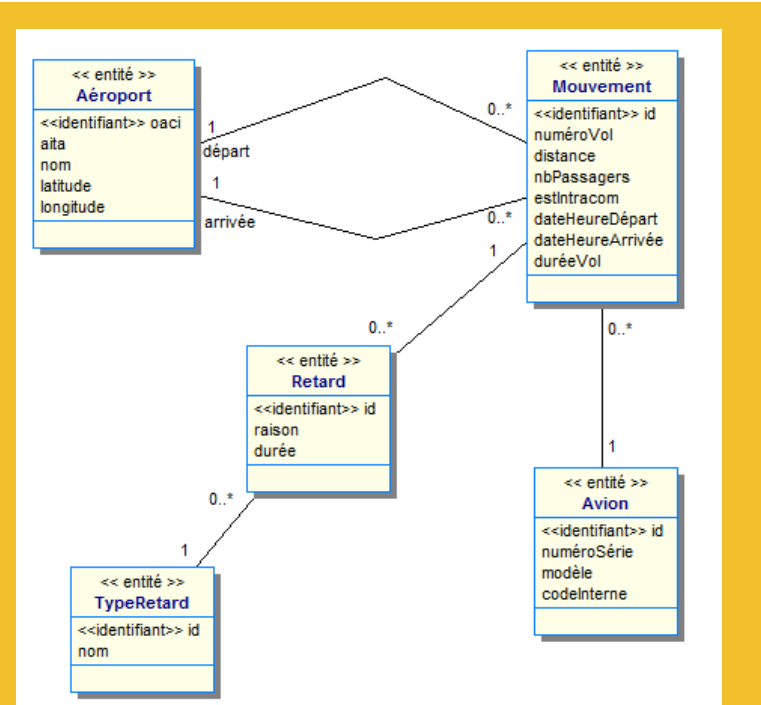 << entité >>
Aéroport
<<identifiant>> oaci
aita
nom
latitude
longitude
1
départ
1
arrivée
0..*
0..*
<< entité >>
Mouvement
<<identifiant>> id
numéroVol
distance
nbPassagers
estIntracom
dateHeureDépart
dateHeureArrivée
duréeVol
1
0..*
0..*
1
<< entité >>
Retard
<<identifiant>> id
raison
durée
0..*
1
<< entité >>
Avion
<<identifiant>> id
numéroSérie
modèle
codeInterne
<< entité >>
TypeRetard
<<identifiant>> id
nom